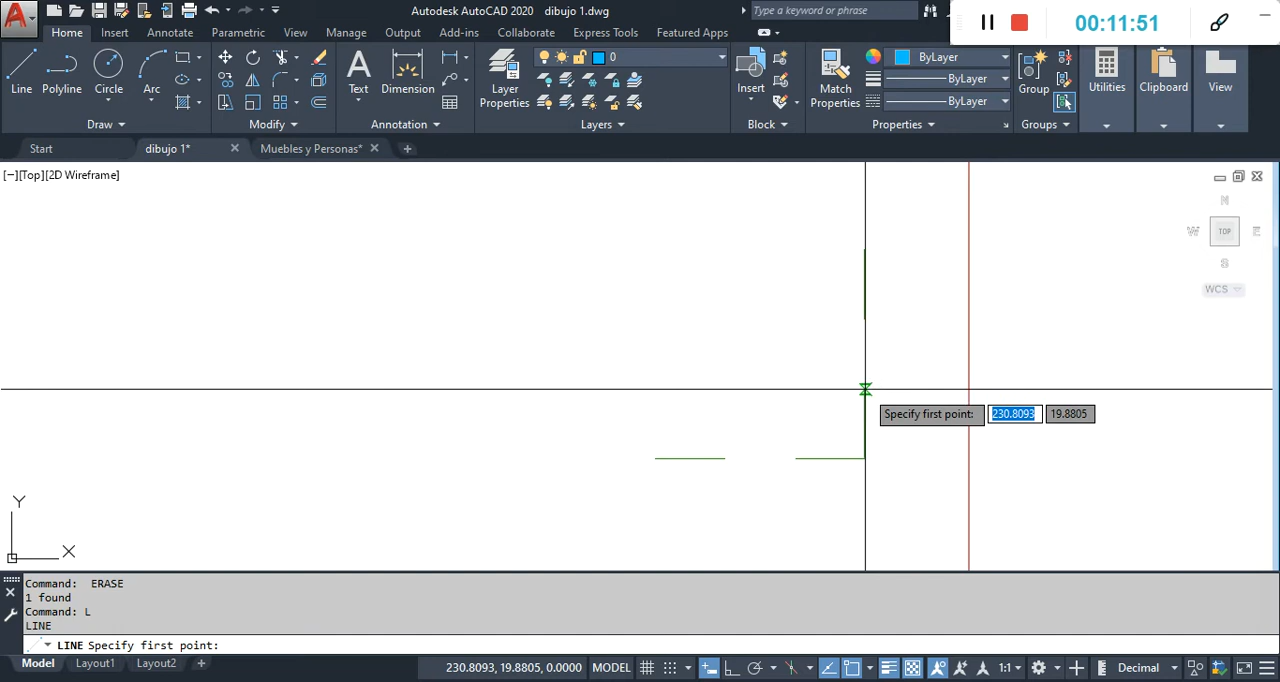 Autodesk AutoCAD 2020 dibujo 1.dwg
Type a keyword or phrase
00:11:51
Home Insert Annotate Parametric View Manage Output Add-ins Collaborate Express Tools Featured Apps
Line Polyline Circle Arc
Text Dimension
Layer Properties
0
Insert
Match Properties
ByLayer
ByLayer
ByLayer
Group
Utilities Clipboard View
Draw Modify Annotation Layers Block Properties Groups
Start dibujo 1* Muebles y Personas*
[−][Top][2D Wireframe]
N
W TOP E
S
WCS
Specify first point: 230.8093 19.8805
Y
X
Command: ERASE
1 found
Command: L
LINE
LINE Specify first point:
Model Layout1 Layout2 + 230.8093, 19.8805, 0.0000 MODEL 1:1 Decimal